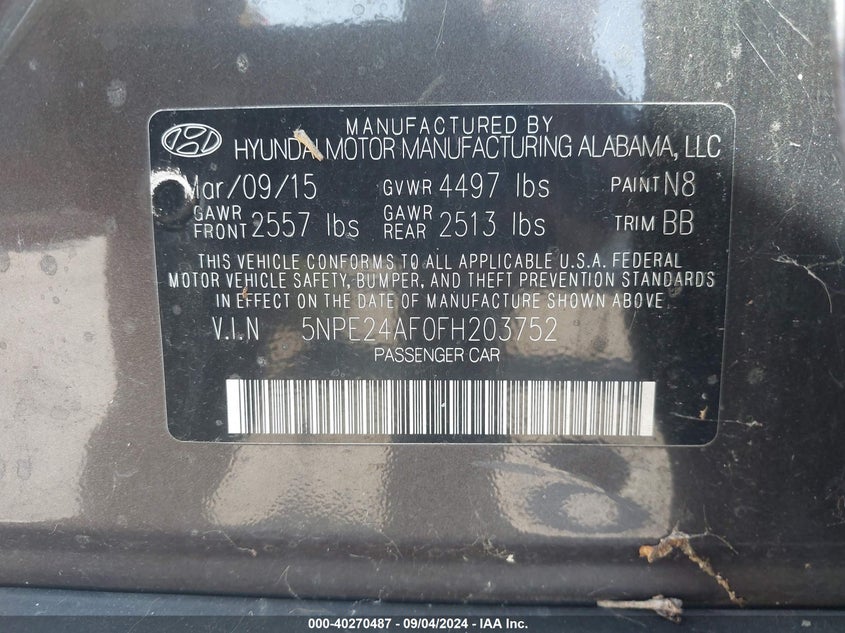 MANUFACTURED BY
HYUNDAI MOTOR MANUFACTURING ALABAMA, LLC
Mar/09/15 GVWR 4497 lbs PAINT N8
GAWR FRONT 2557 lbs GAWR REAR 2513 lbs TRIM BB
THIS VEHICLE CONFORMS TO ALL APPLICABLE U.S.A. FEDERAL
MOTOR VEHICLE SAFETY, BUMPER, AND THEFT PREVENTION STANDARDS
IN EFFECT ON THE DATE OF MANUFACTURE SHOWN ABOVE.
V.I.N 5NPE24AF0FH203752
PASSENGER CAR
000-40270487 - 09/04/2024 - IAA Inc.